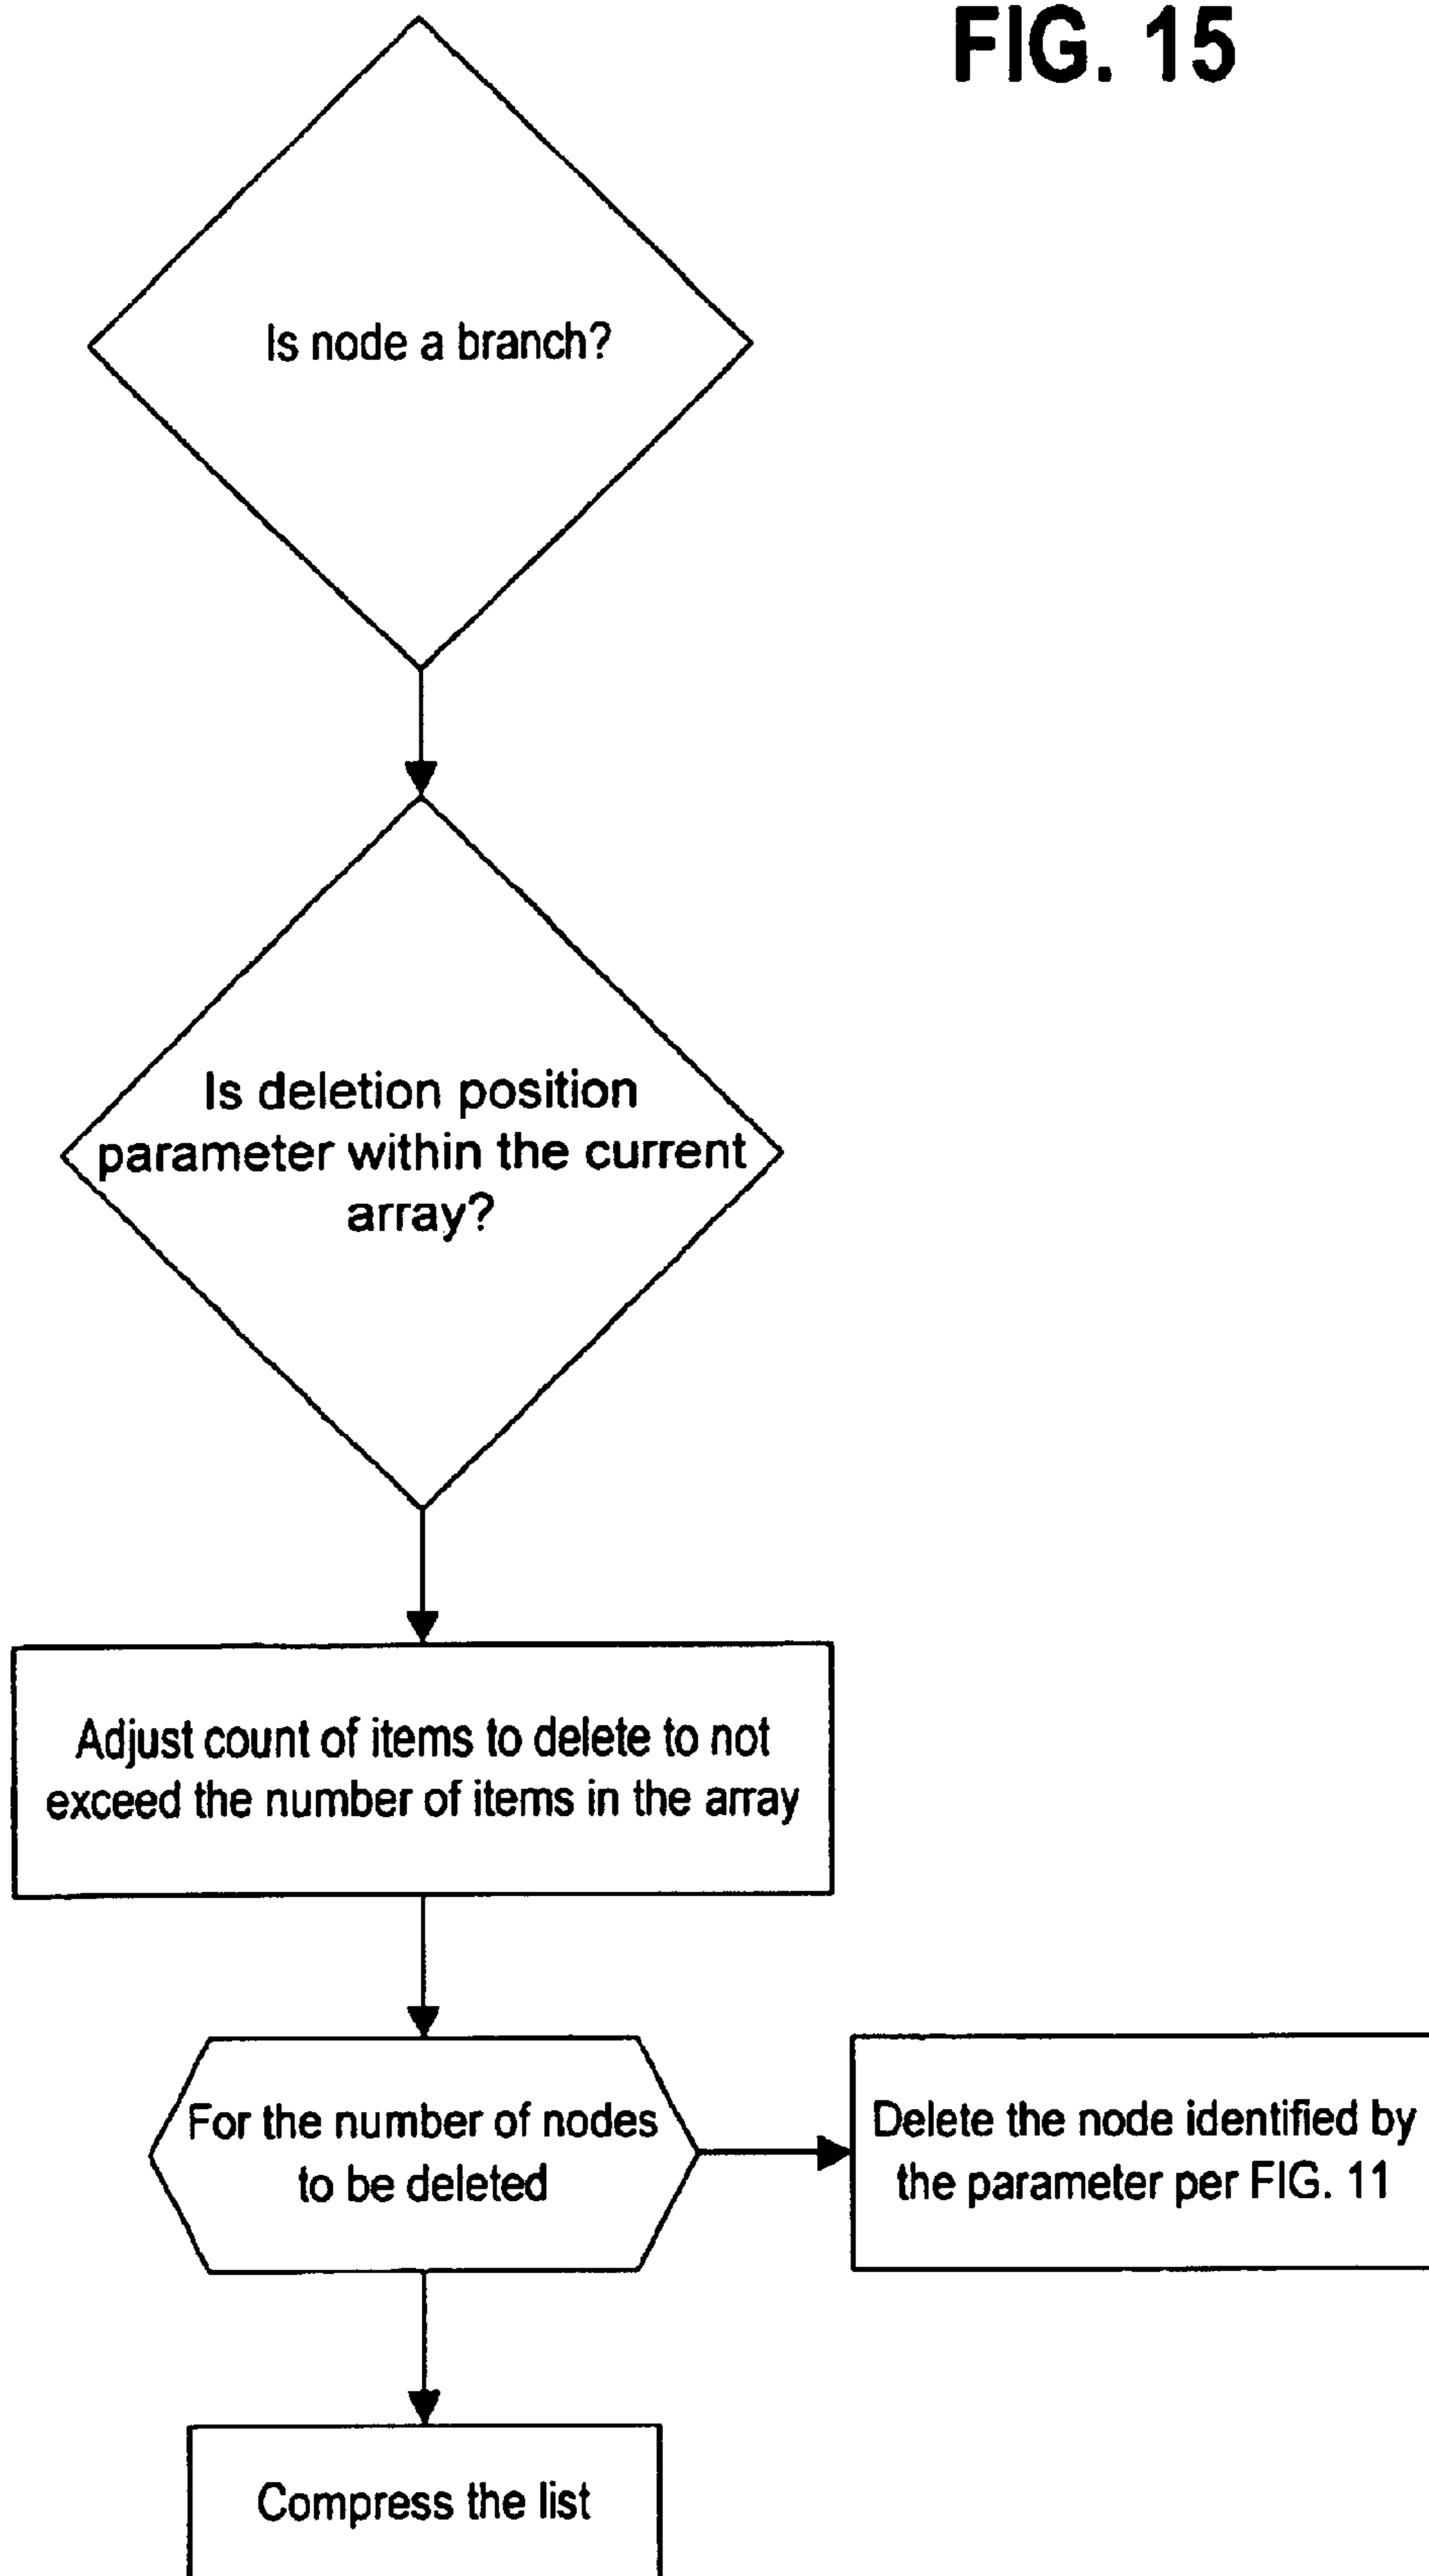 FIG. 15
Is node a branch?
Is deletion position
parameter within the current
array?
Adjust count of items to delete to not
exceed the number of items in the array
For the number of nodes
to be deleted
Delete the node identified by
the parameter per FIG. 11
Compress the list